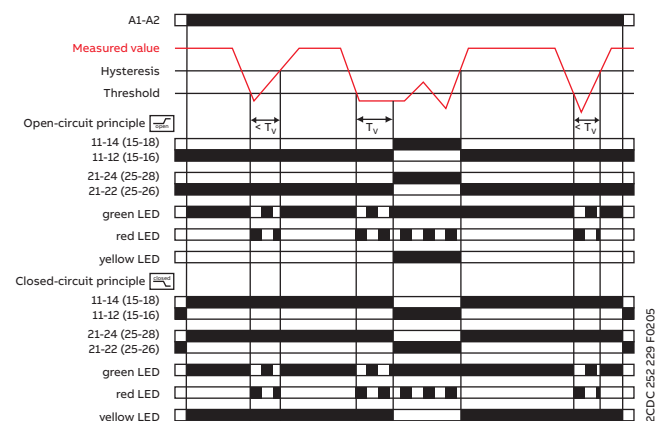 A1-A2
Measured value
Hysteresis
Threshold
< Tv
Tv
< Tv
Open-circuit principle open
11-14 (15-18)
11-12 (15-16)
21-24 (25-28)
21-22 (25-26)
green LED
red LED
yellow LED
Closed-circuit principle closed
11-14 (15-18)
11-12 (15-16)
21-24 (25-28)
21-22 (25-26)
green LED
red LED
yellow LED
2CDC 252 229 F0205